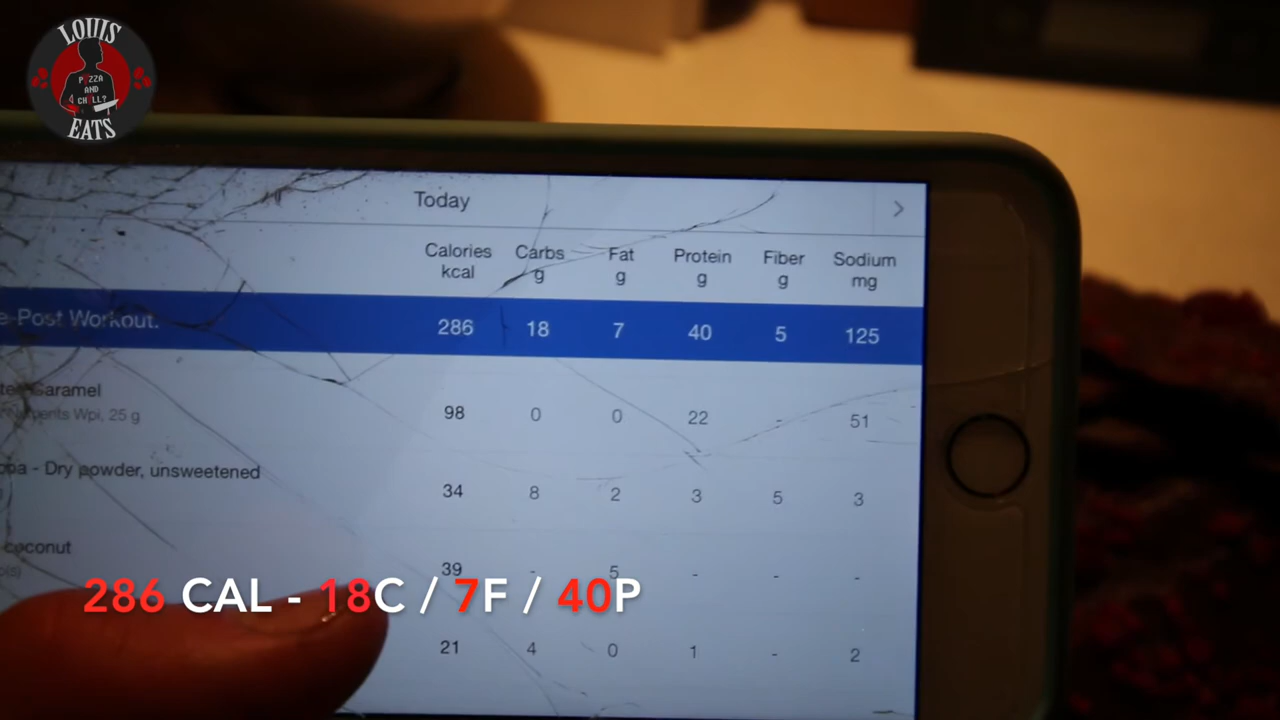 LOUIS
PIZZA
AND
CHILL?
EATS
Today >
Calories Carbs Fat Protein Fiber Sodium
kcal g g g g mg
Post Workout. 286 18 7 40 5 125
Caramel 98 0 0 22 - 51
Wpi, 25 g
- Dry powder, unsweetened 34 8 2 3 5 3
coconut 39 - 5 - - -
286 CAL - 18C / 7F / 40P
21 4 0 1 - 2